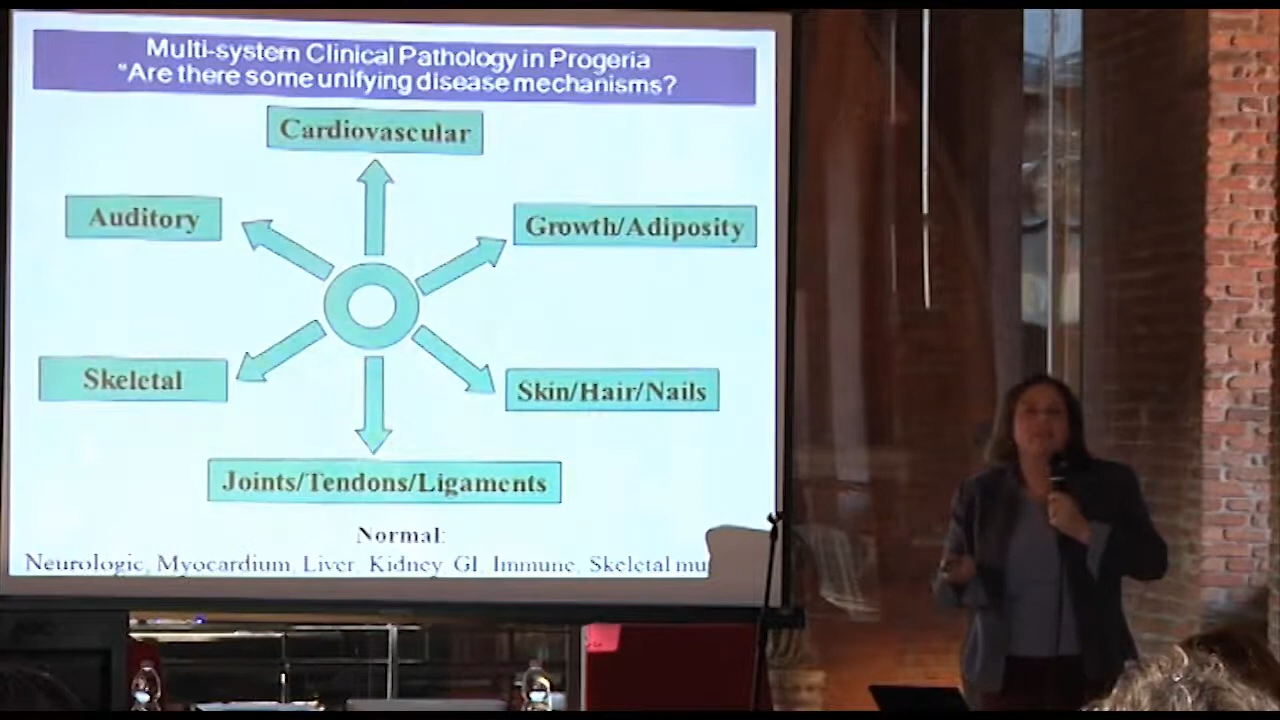 Multi-system Clinical Pathology in Progeria
"Are there some unifying disease mechanisms?
Cardiovascular
Auditory
Growth/Adiposity
Skeletal
Skin/Hair/Nails
Joints/Tendons/Ligaments
Normal:
Neurologic, Myocardium, Liver, Kidney, GI, Immune, Skeletal mu